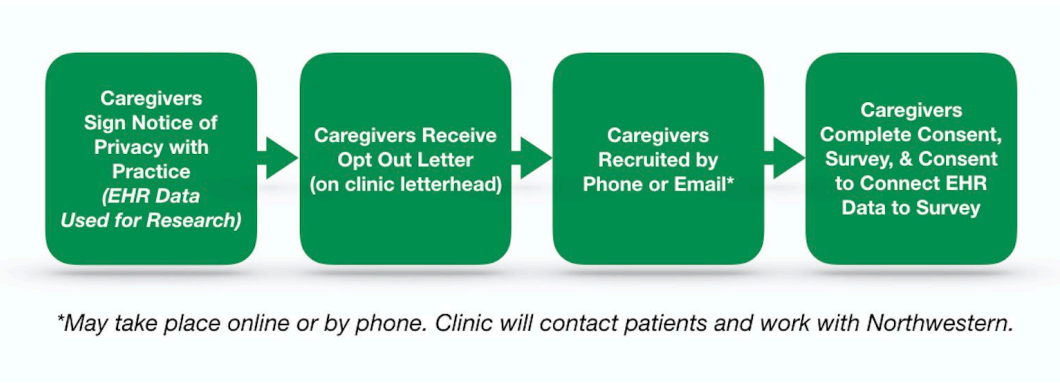 Caregivers
Sign Notice of
Privacy with
Practice
(EHR Data
Used for Research)
Caregivers Receive
Opt Out Letter
(on clinic letterhead)
Caregivers
Recruited by
Phone or Email*
Caregivers
Complete Consent,
Survey, & Consent
to Connect EHR
Data to Survey
*May take place online or by phone. Clinic will contact patients and work with Northwestern.